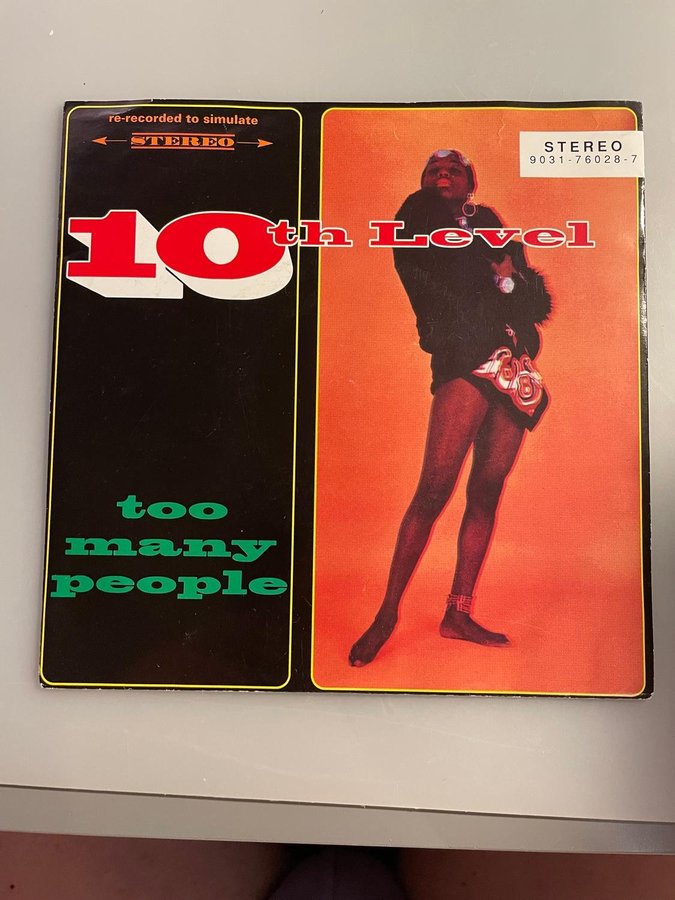 re-recorded to simulate
STEREO
STEREO
9031-76028-7
10th Level
too
many
people